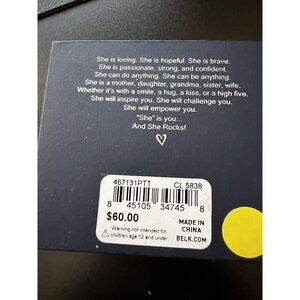 She is loving. She is hopeful. She is brave.
She is passionate, strong, and confident.
She can do anything. She can be anything.
She is a mother, daughter, grandma, sister, wife.
Whether it's with a smile, a hug, a kiss, or a high five.
She will inspire you. She will challenge you.
She will empower you.
"She" is you...
And She Rocks!
467131PTT CL 5838
8 45105 34745 8
$60.00
MADE IN
CHINA
Warning not intended for
children age 12 and under.
BELK.COM